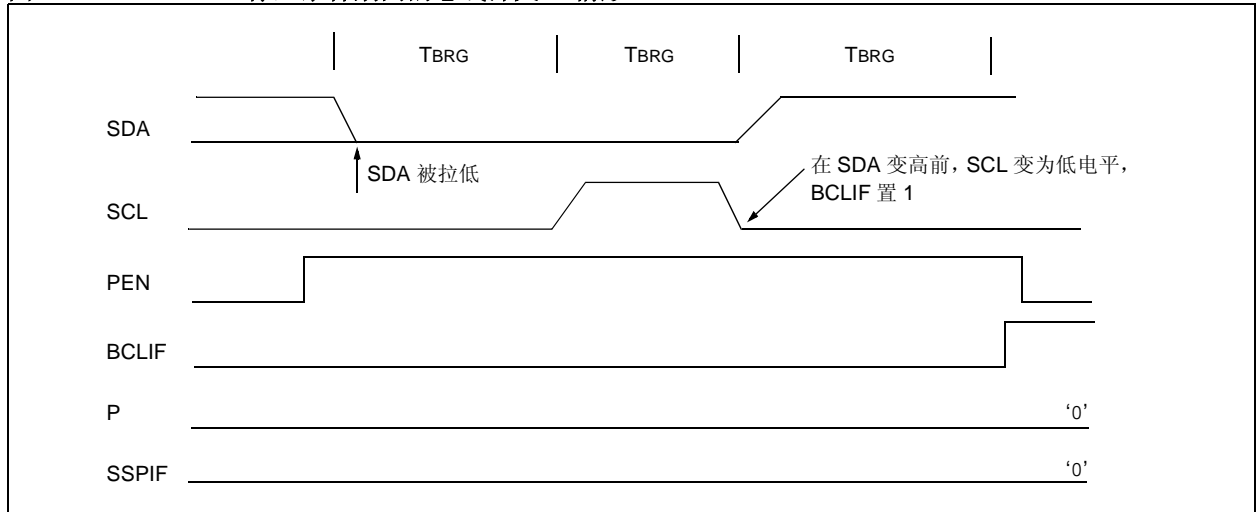 TBRG TBRG TBRG
SDA
SDA 被拉低
在 SDA 变高前，SCL 变为低电平，
BCLIF 置 1
SCL
PEN
BCLIF
P ‘0’
SSPIF ‘0’